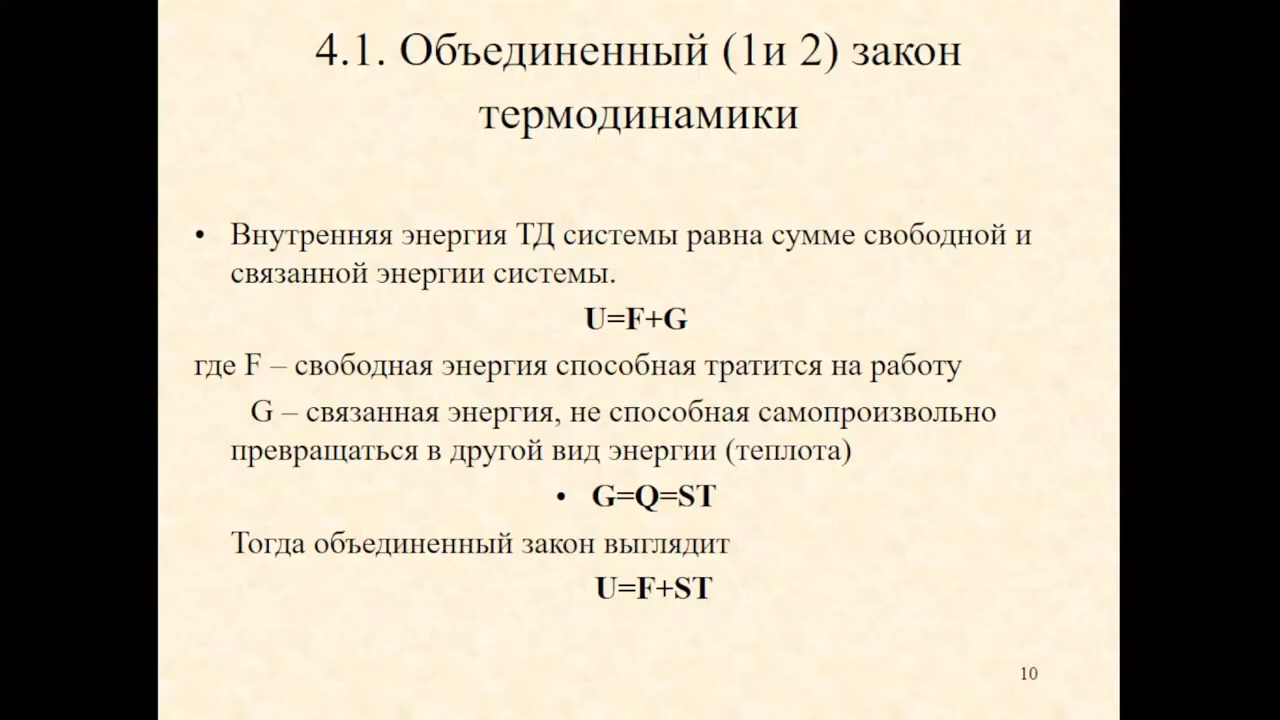 4.1. Объединенный (1и 2) закон
термодинамики
• Внутренняя энергия ТД системы равна сумме свободной и
связанной энергии системы.
U=F+G
где F – свободная энергия способная тратится на работу
G – связанная энергия, не способная самопроизвольно
превращаться в другой вид энергии (теплота)
• G=Q=ST
Тогда объединенный закон выглядит
U=F+ST
10